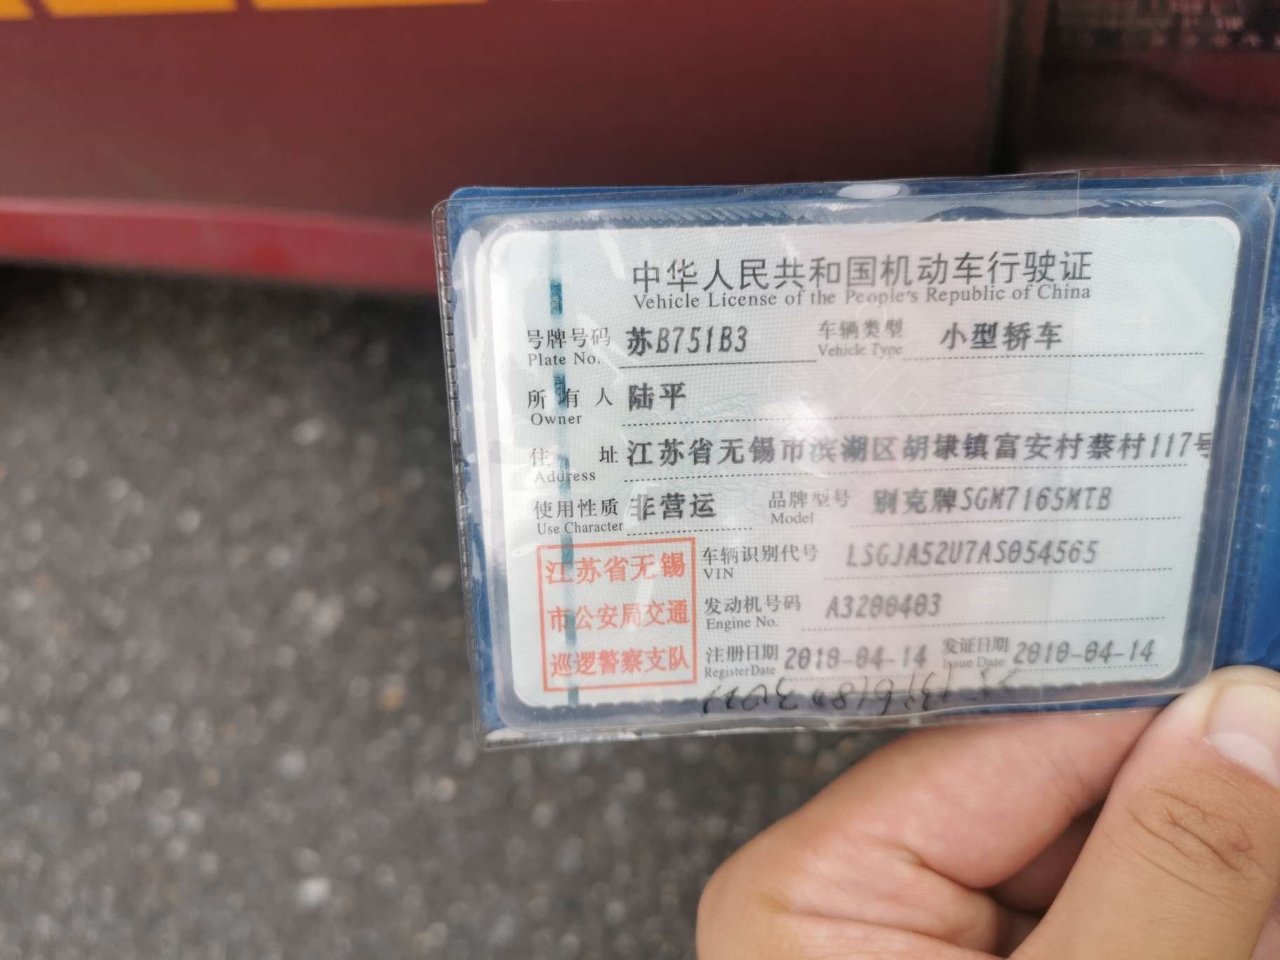 中华人民共和国机动车行驶证
Vehicle License of the People's Republic of China
号牌号码 苏B751B3 车辆类型 小型轿车
Plate No. Vehicle Type
所有人 陆平
Owner
住址 江苏省无锡市滨湖区胡埭镇富安村蔡村117号
Address
使用性质 非营运 品牌型号 别克牌SGM7165MTB
Use Character Model
车辆识别代号 LSGJA52U7AS054565
VIN
发动机号码 A3200403
Engine No.
注册日期 2010-04-14 发证日期 2010-04-14
Register Date Issue Date
江苏省无锡
市公安局交通
巡逻警察支队